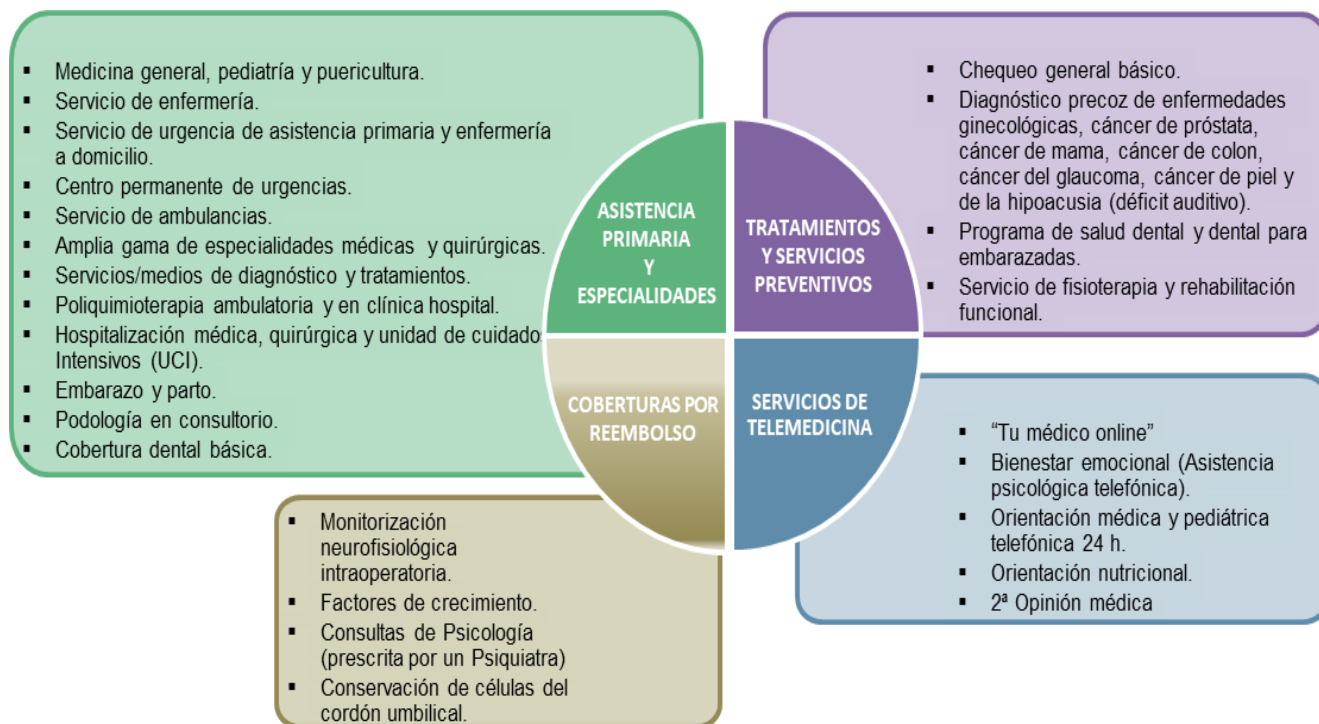 ▪ Medicina general, pediatría y puericultura.
▪ Servicio de enfermería.
▪ Servicio de urgencia de asistencia primaria y enfermería
a domicilio.
▪ Centro permanente de urgencias.
▪ Servicio de ambulancias.
▪ Amplia gama de especialidades médicas y quirúrgicas.
▪ Servicios/medios de diagnóstico y tratamientos.
▪ Poliquimioterapia ambulatoria y en clínica hospital.
▪ Hospitalización médica, quirúrgica y unidad de cuidado
Intensivos (UCI).
▪ Embarazo y parto.
▪ Podología en consultorio.
▪ Cobertura dental básica.
ASISTENCIA
PRIMARIA
Y
ESPECIALIDADES
TRATAMIENTOS
Y SERVICIOS
PREVENTIVOS
▪ Chequeo general básico.
▪ Diagnóstico precoz de enfermedades
ginecológicas, cáncer de próstata,
cáncer de mama, cáncer de colon,
cáncer del glaucoma, cáncer de piel y
de la hipoacusia (déficit auditivo).
▪ Programa de salud dental y dental para
embarazadas.
▪ Servicio de fisioterapia y rehabilitación
funcional.
COBERTURAS POR
REEMBOLSO
SERVICIOS DE
TELEMEDICINA
▪ Monitorización
neurofisiológica
intraoperatoria.
▪ Factores de crecimiento.
▪ Consultas de Psicología
(prescrita por un Psiquiatra)
▪ Conservación de células del
cordón umbilical.
▪ “Tu médico online”
▪ Bienestar emocional (Asistencia
psicológica telefónica).
▪ Orientación médica y pediátrica
telefónica 24 h.
▪ Orientación nutricional.
▪ 2ª Opinión médica